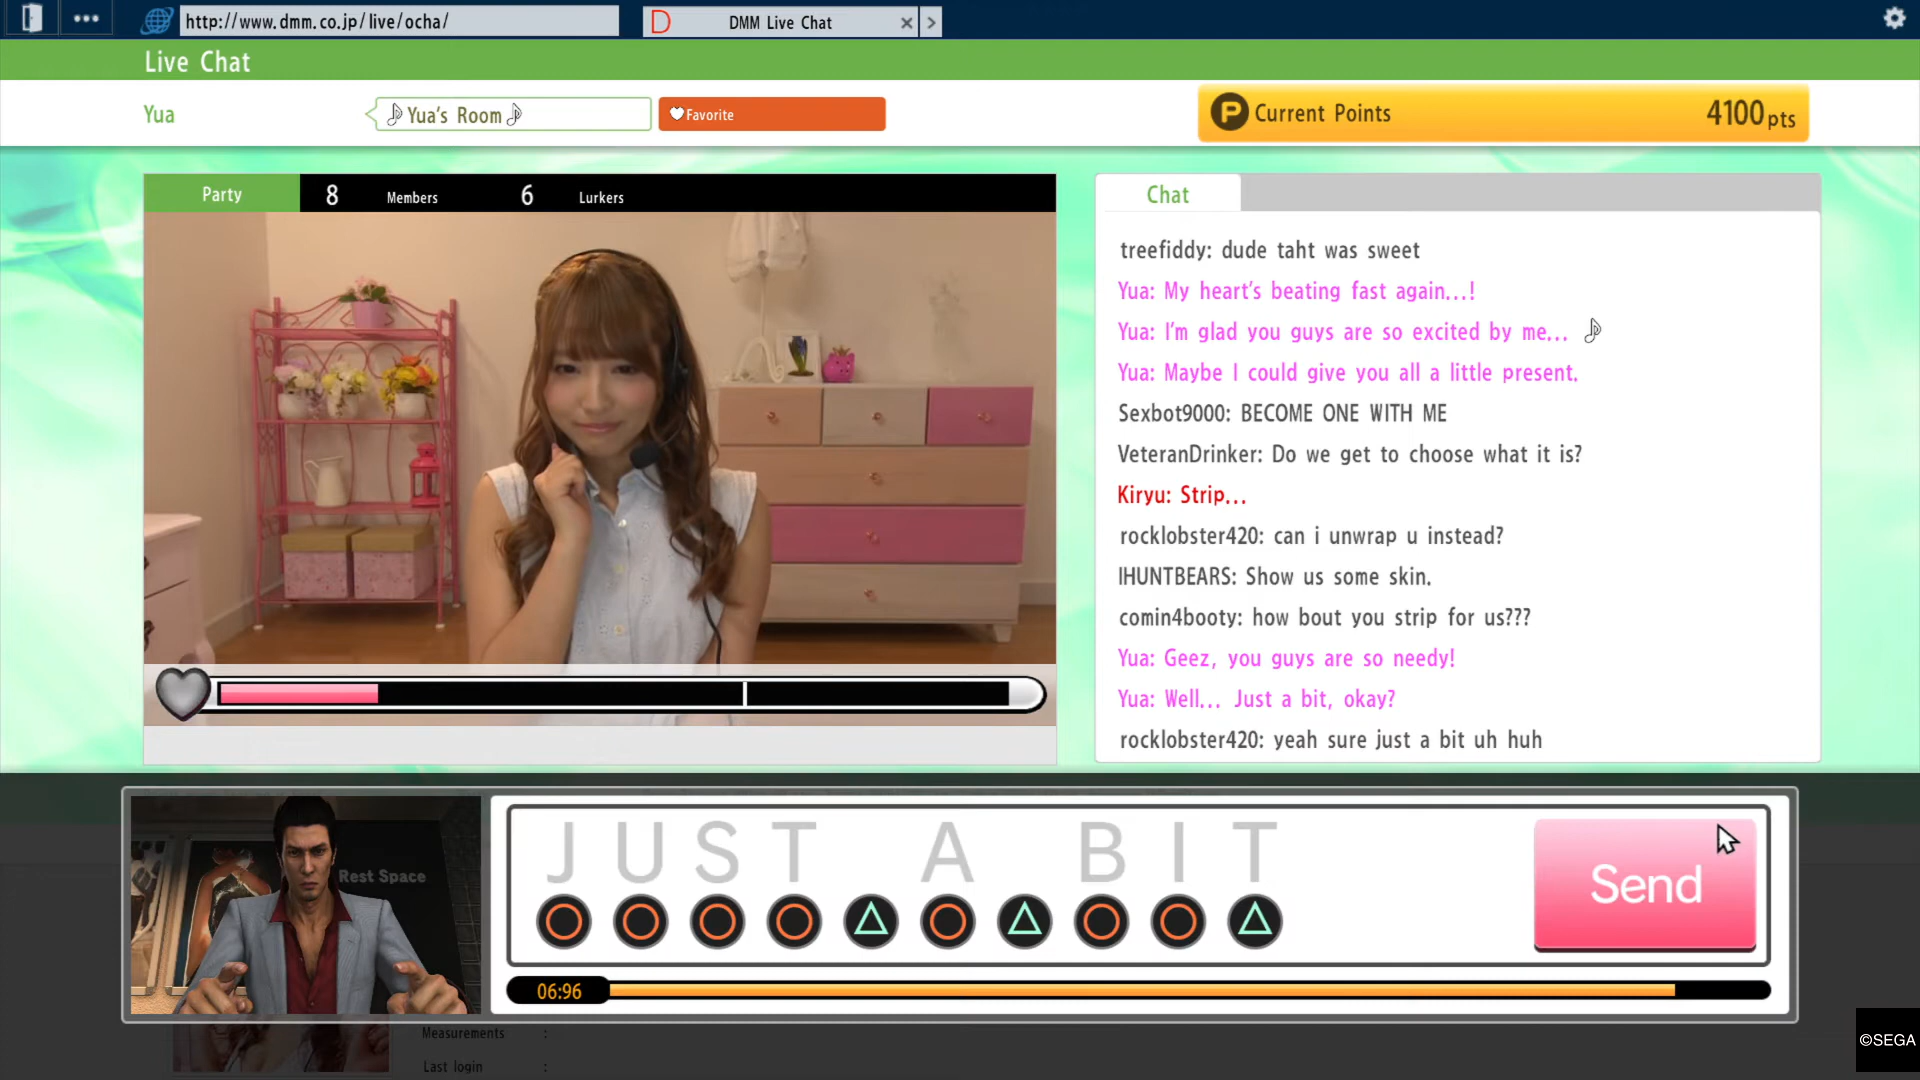 http://www.dmm.co.jp/live/ocha/
DMM Live Chat
Live Chat
Yua
Yua's Room
Favorite
P Current Points 4100 pts
Party 8 Members 6 Lurkers
Chat
treefiddy: dude taht was sweet
Yua: My heart's beating fast again...!
Yua: I'm glad you guys are so excited by me...
Yua: Maybe I could give you all a little present.
Sexbot9000: BECOME ONE WITH ME
VeteranDrinker: Do we get to choose what it is?
Kiryu: Strip...
rocklobster420: can i unwrap u instead?
IHUNTBEARS: Show us some skin.
comin4booty: how bout you strip for us???
Yua: Geez, you guys are so needy!
Yua: Well... Just a bit, okay?
rocklobster420: yeah sure just a bit uh huh
Rest Space
JUST A BIT
Send
06:96
Measurements :
Last login :
©SEGA